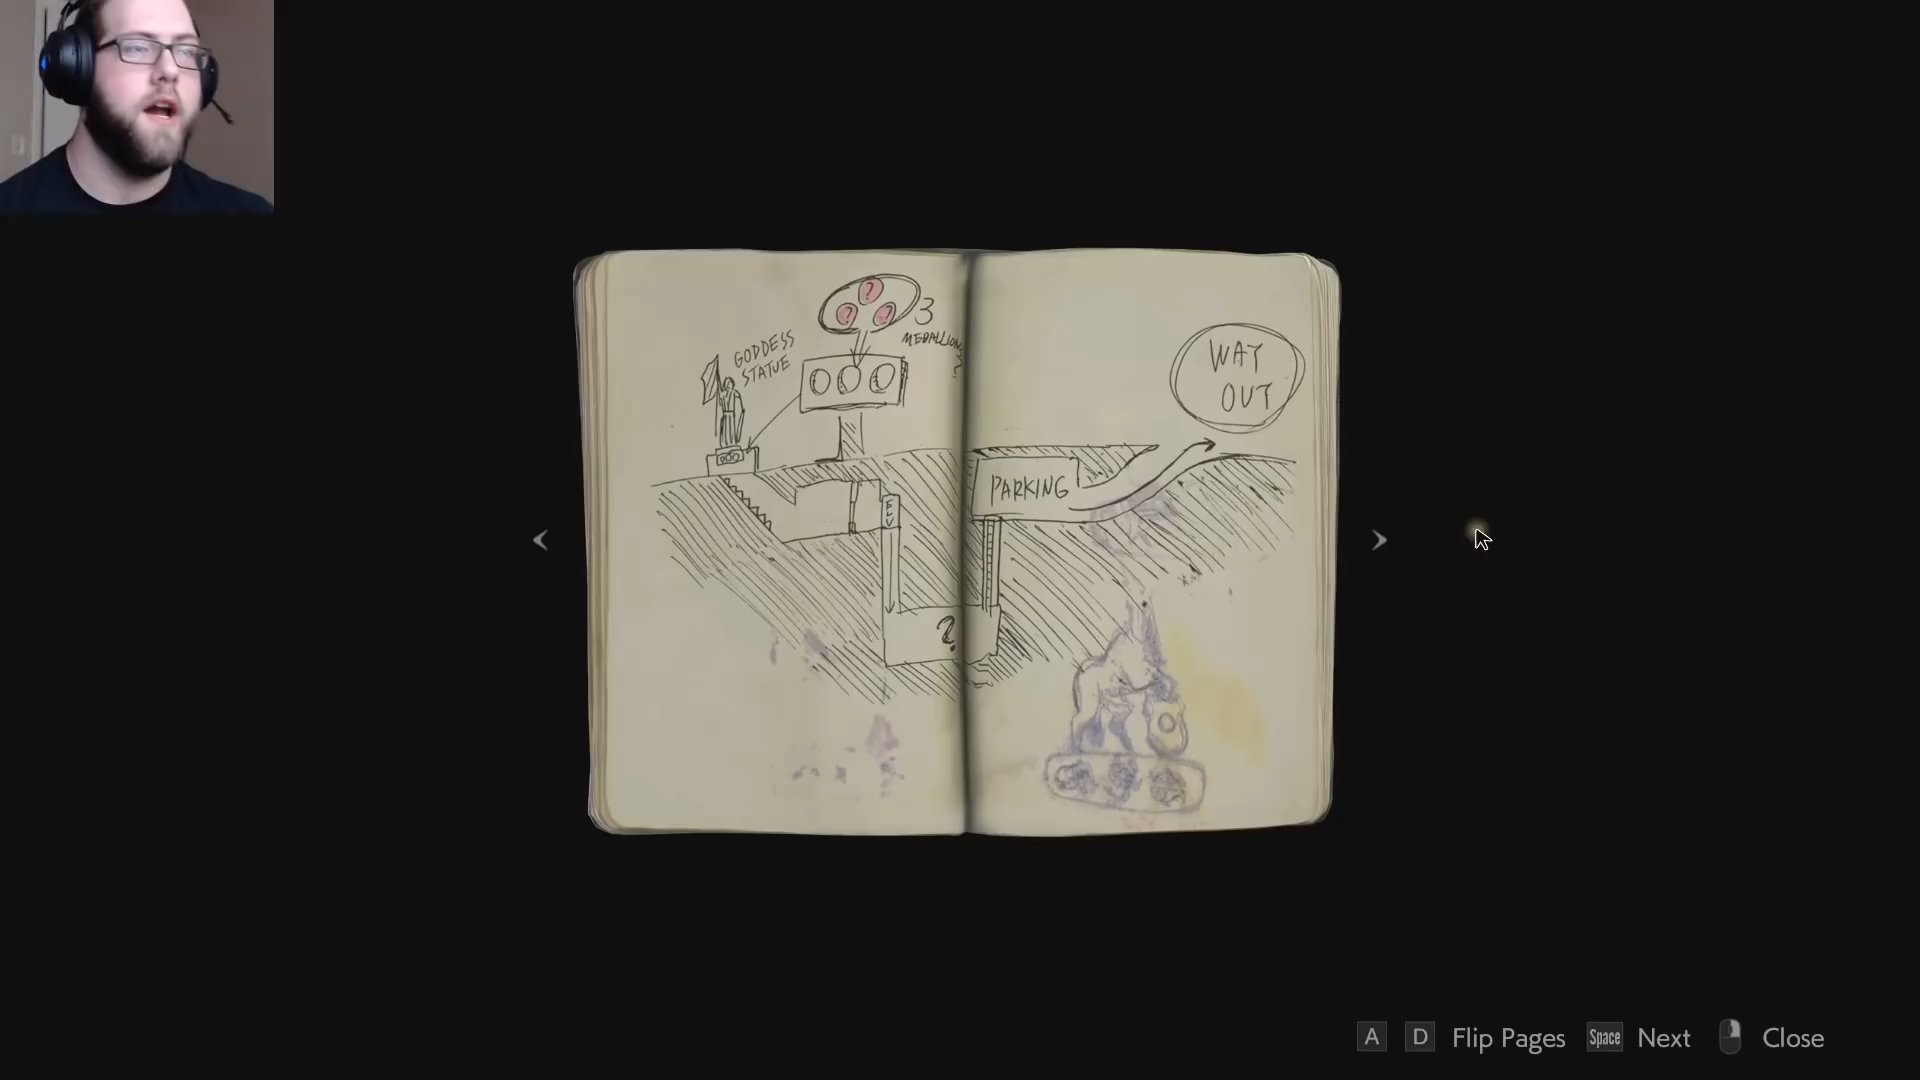 ?
? ?
3
MEDALLIONS?
GODDESS
STATUE
WAY
OUT
PARKING
ELV
?
A D Flip Pages Space Next Close